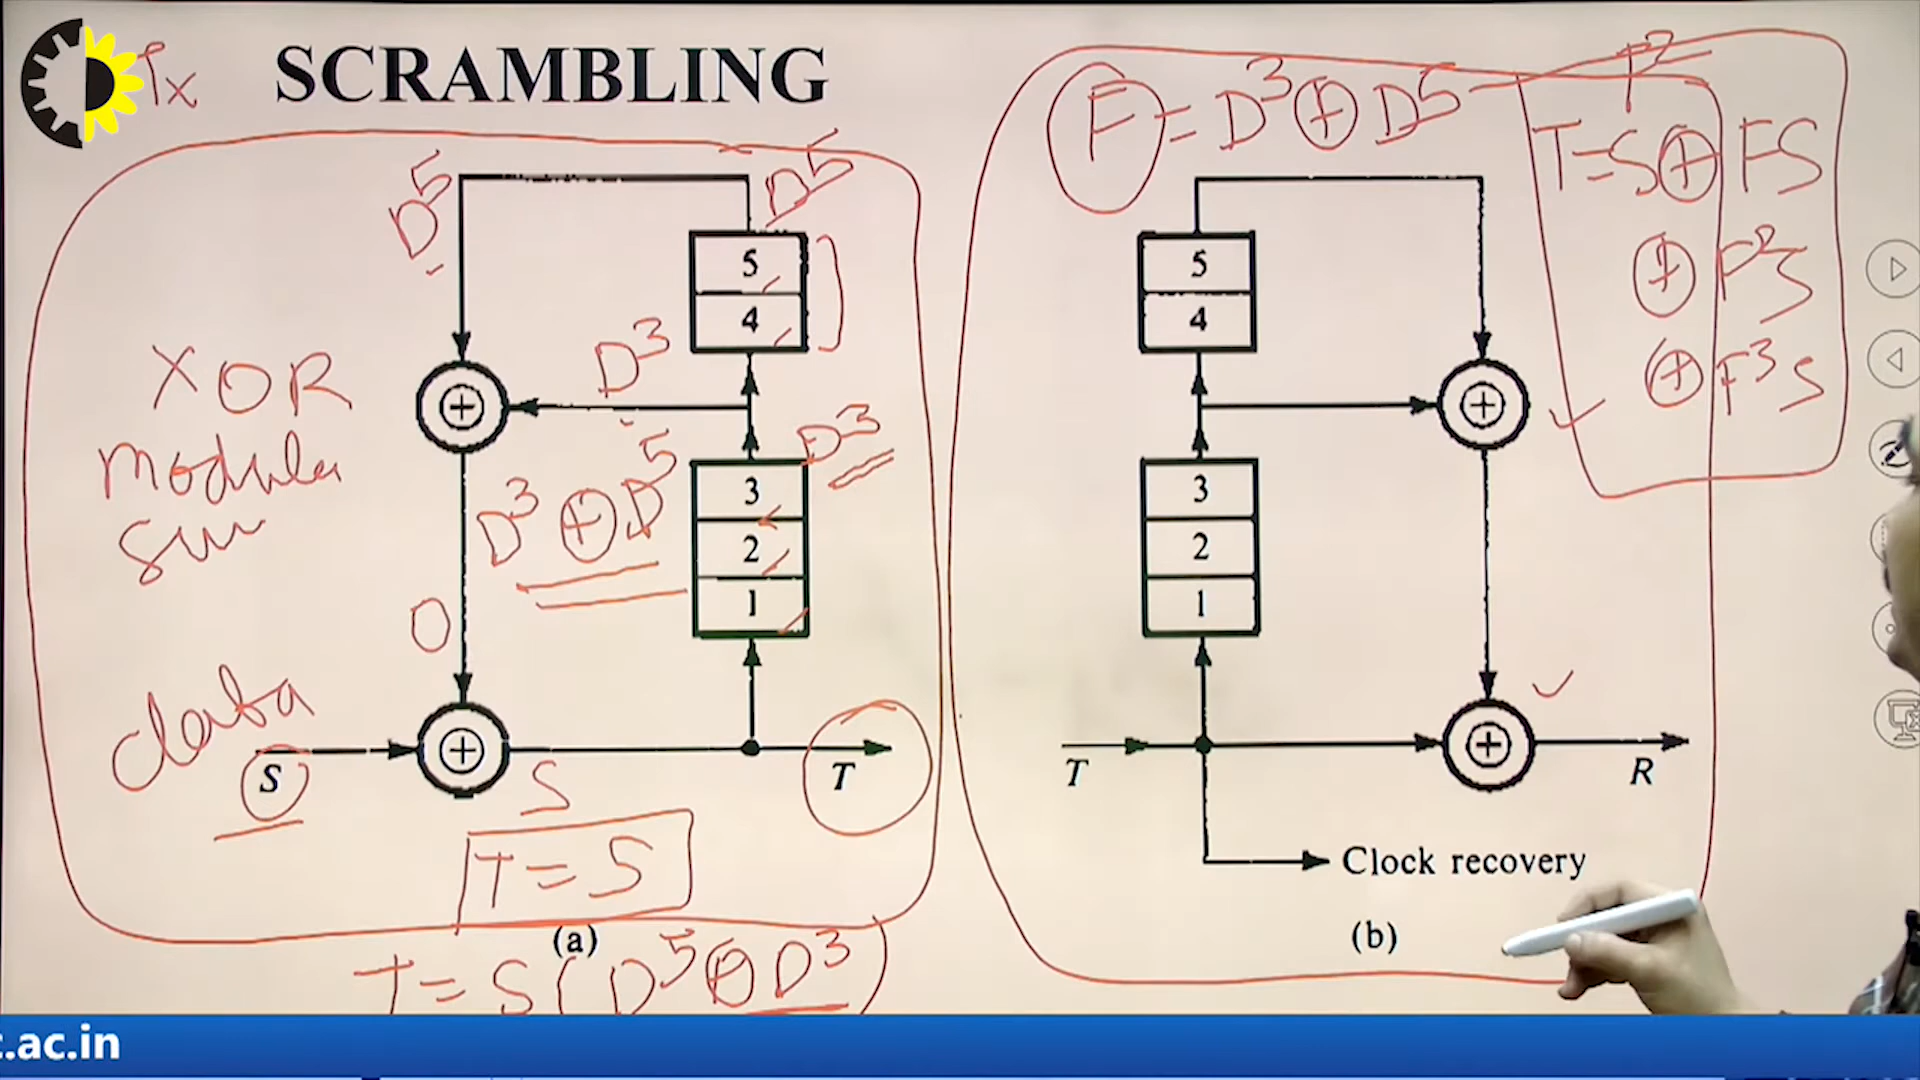 Tx
SCRAMBLING
D⁵
D⁵
5
4
D³
D³
XOR
modulo
sum
D³ ⊕ D⁵
3
2
1
0
data
S
S
T
T = S
(a)
T = S ( D⁵ ⊕ D³ )
F = D³ ⊕ D⁵
T = S ⊕ FS
⊕ F²S
⊕ F³S
5
4
3
2
1
T
R
Clock recovery
(b)
.ac.in